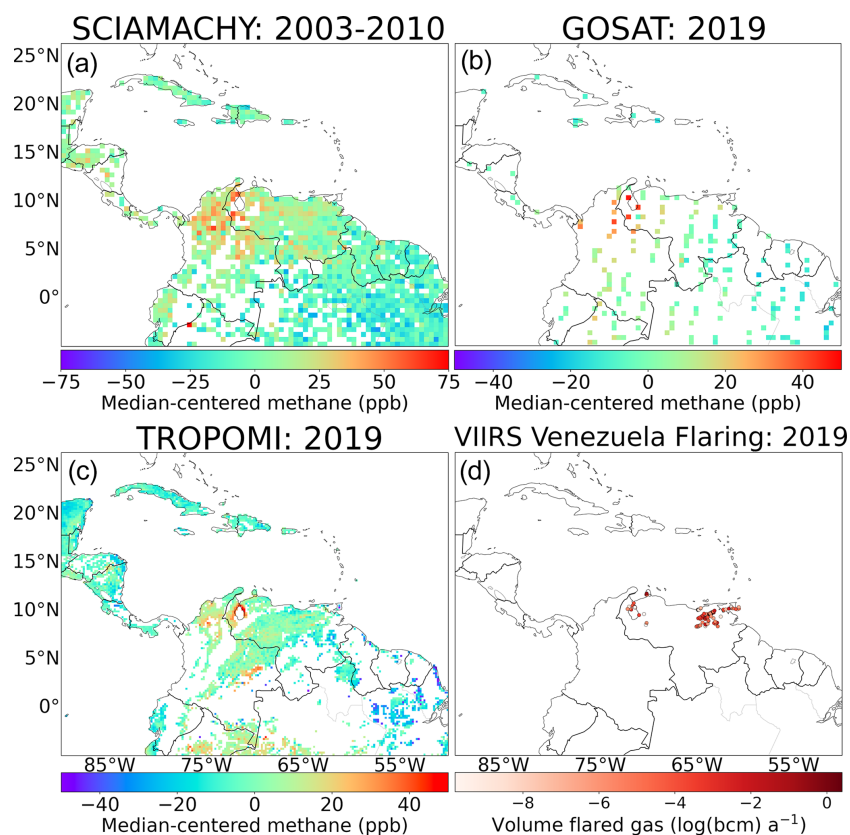 SCIAMACHY: 2003-2010
GOSAT: 2019
(a)
(b)
25°N
20°N
15°N
10°N
5°N
0°
−75 −50 −25 0 25 50 75
Median-centered methane (ppb)
−40 −20 0 20 40
Median-centered methane (ppb)
TROPOMI: 2019
VIIRS Venezuela Flaring: 2019
(c)
(d)
25°N
20°N
15°N
10°N
5°N
0°
85°W 75°W 65°W 55°W
85°W 75°W 65°W 55°W
−40 −20 0 20 40
Median-centered methane (ppb)
−8 −6 −4 −2 0
Volume flared gas (log(bcm) a⁻¹)